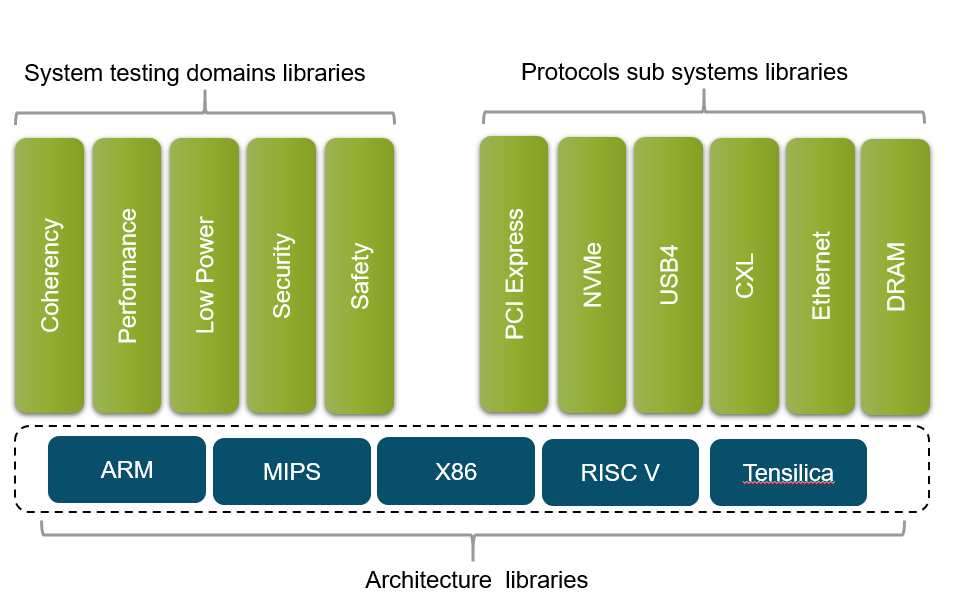 System testing domains libraries
Protocols sub systems libraries
Coherency
Performance
Low Power
Security
Safety
PCI Express
NVMe
USB4
CXL
Ethernet
DRAM
ARM
MIPS
X86
RISC V
Tensilica
Architecture  libraries